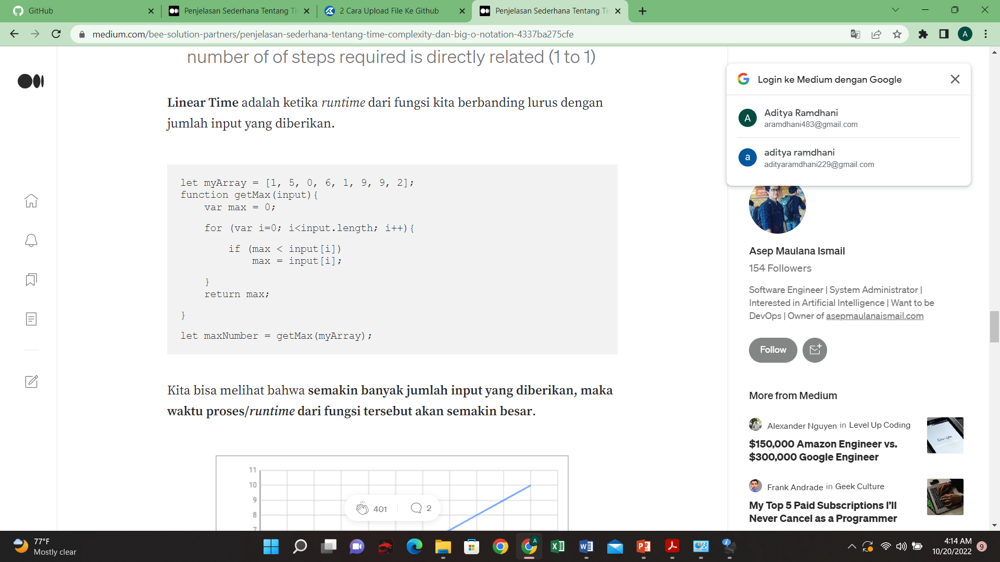 GitHub
Penjelasan Sederhana Tentang Ti
2 Cara Upload File Ke Github
Penjelasan Sederhana Tentang Ti
medium.com/bee-solution-partners/penjelasan-sederhana-tentang-time-complexity-dan-big-o-notation-4337ba275cfe
A
number of of steps required is directly related (1 to 1)
Linear Time adalah ketika runtime dari fungsi kita berbanding lurus dengan
jumlah input yang diberikan.
let myArray = [1, 5, 0, 6, 1, 9, 9, 2];
function getMax(input){
var max = 0;
for (var i=0; i<input.length; i++){
if (max < input[i])
max = input[i];
}
return max;
}
let maxNumber = getMax(myArray);
Kita bisa melihat bahwa semakin banyak jumlah input yang diberikan, maka
waktu proses/runtime dari fungsi tersebut akan semakin besar.
11
10
9
8
7
401
2
Login ke Medium dengan Google
A
Aditya Ramdhani
aramdhani483@gmail.com
a
aditya ramdhani
adityaramdhani229@gmail.com
Asep Maulana Ismail
154 Followers
Software Engineer | System Administrator |
Interested in Artificial Intelligence | Want to be
DevOps | Owner of asepmaulanaismail.com
Follow
More from Medium
Alexander Nguyen in Level Up Coding
$150,000 Amazon Engineer vs.
$300,000 Google Engineer
Google
Frank Andrade in Geek Culture
My Top 5 Paid Subscriptions I'll
Never Cancel as a Programmer
77°F
Mostly clear
A
4:14 AM
10/20/2022
9